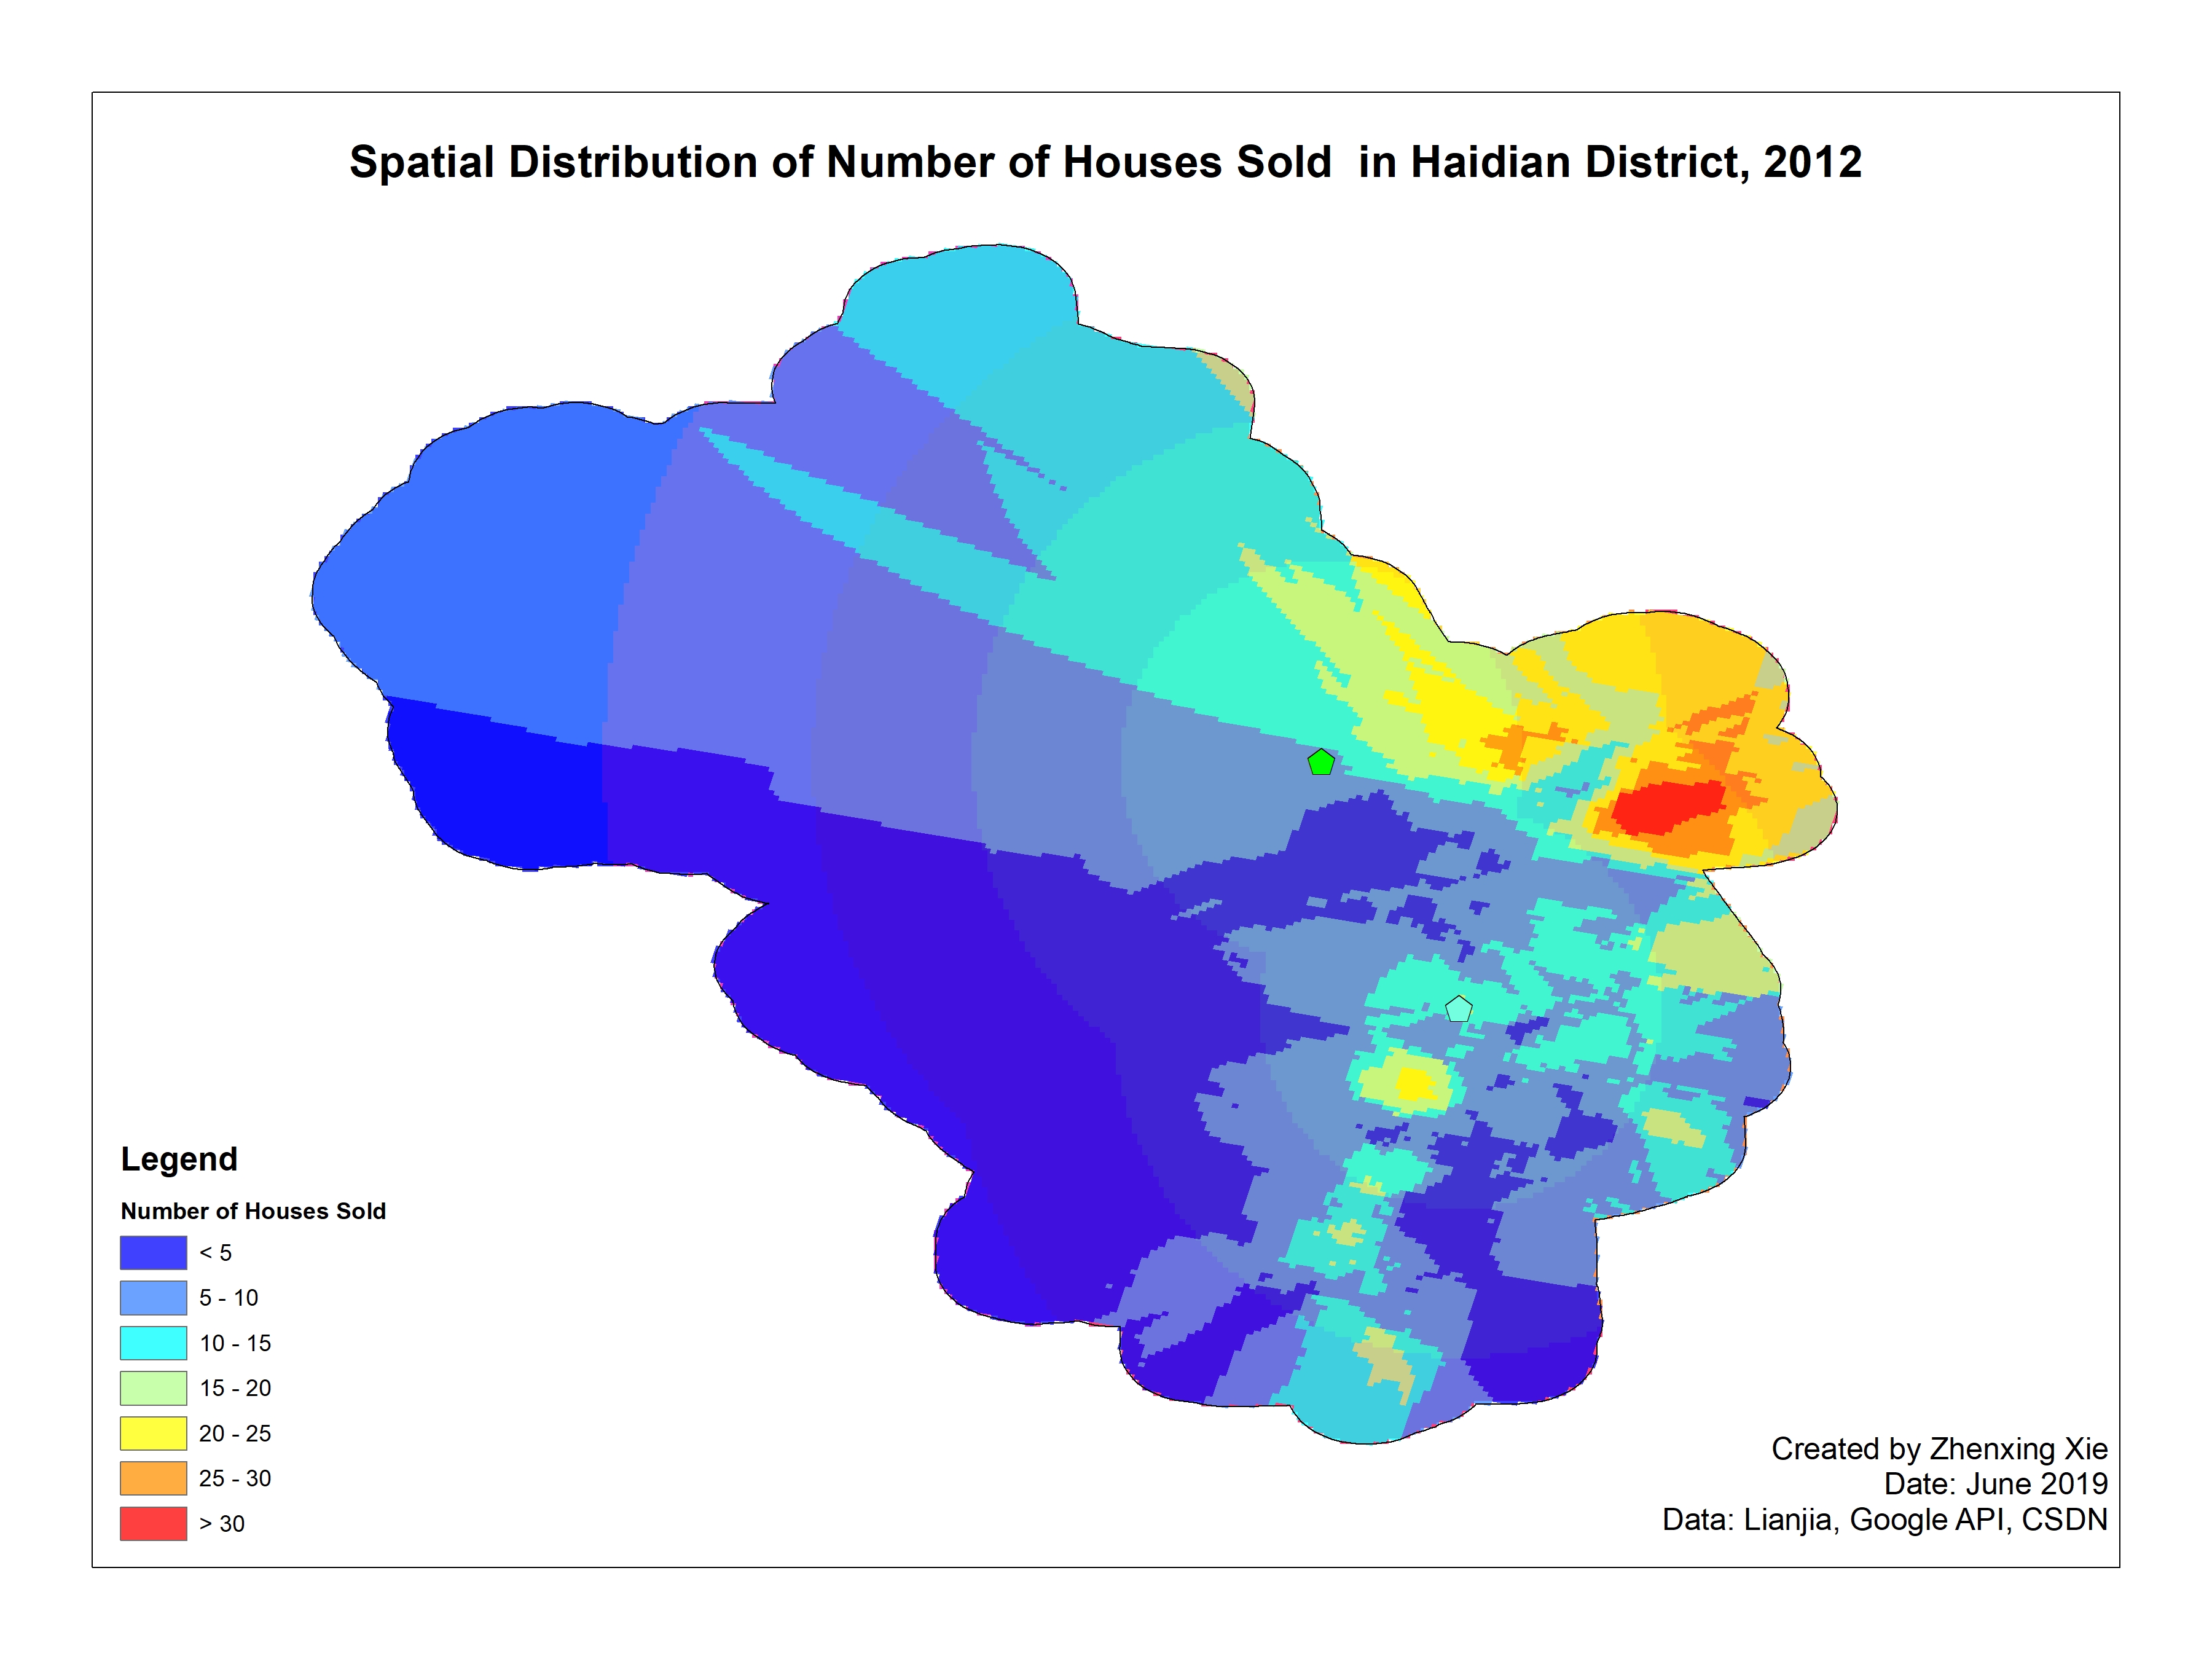 Spatial Distribution of Number of Houses Sold  in Haidian District, 2012
Legend
Number of Houses Sold
< 5
5 - 10
10 - 15
15 - 20
20 - 25
25 - 30
> 30
Created by Zhenxing Xie
Date: June 2019
Data: Lianjia, Google API, CSDN